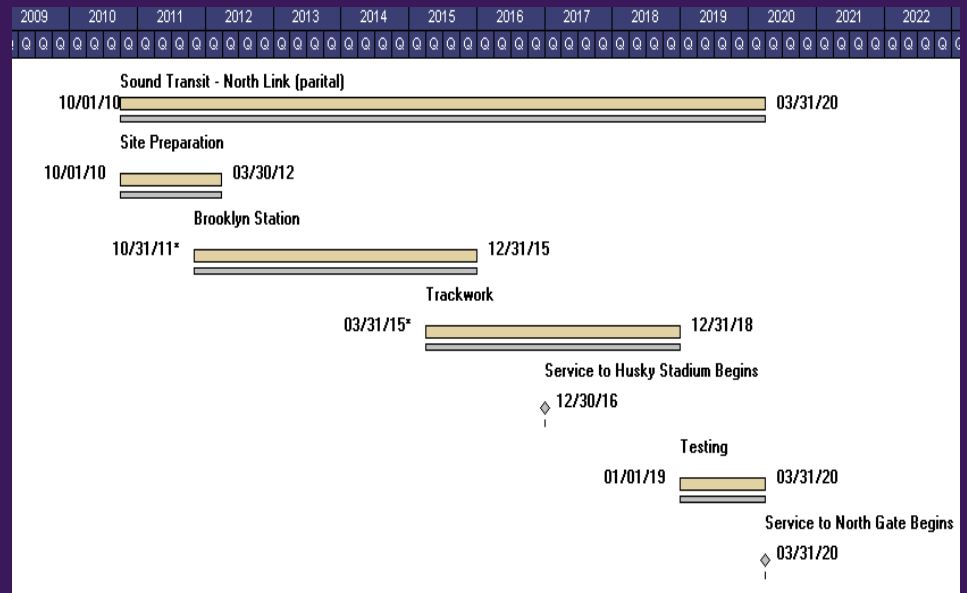 2009 2010 2011 2012 2013 2014 2015 2016 2017 2018 2019 2020 2021 2022
Q Q Q Q Q Q Q Q Q Q Q Q Q Q Q Q Q Q Q Q Q Q Q Q Q Q Q Q Q Q Q Q Q Q Q Q Q Q Q Q Q Q Q Q Q Q Q Q Q Q Q Q Q Q Q
Sound Transit - North Link (parital)
10/01/10 03/31/20
Site Preparation
10/01/10 03/30/12
Brooklyn Station
10/31/11* 12/31/15
Trackwork
03/31/15* 12/31/18
Service to Husky Stadium Begins
12/30/16
Testing
01/01/19 03/31/20
Service to North Gate Begins
03/31/20